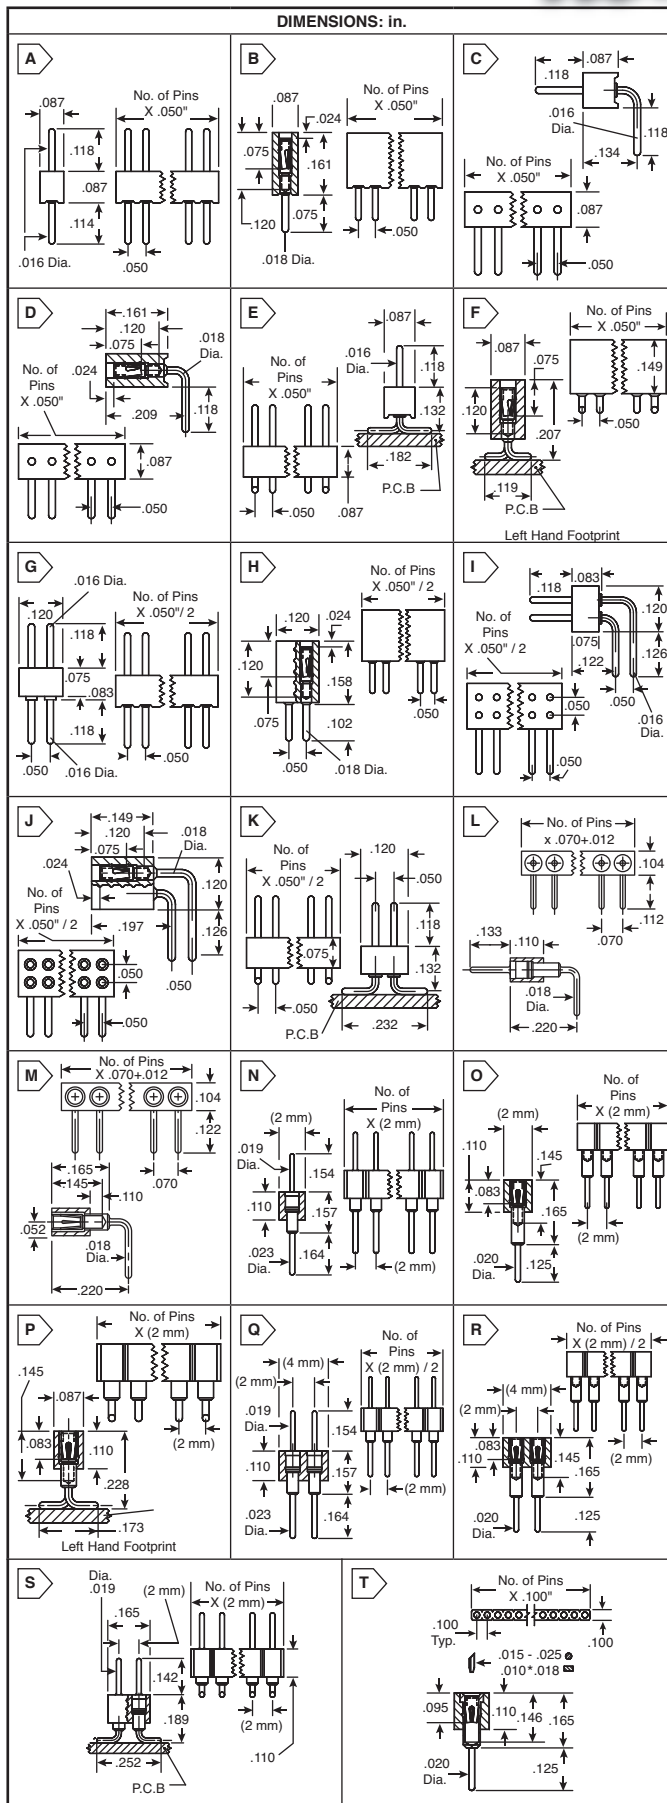 DIMENSIONS: in.
A
.087
No. of Pins
X .050"
.118
.087
.114
.016 Dia.
.050
B
.087
.024
No. of Pins
X .050"
.075
.161
.120
.075
.050
.018 Dia.
C
.087
.118
.016
Dia.
.118
.134
No. of Pins
X .050"
.087
.050
D
.161
.120
.075
.018
Dia.
.024
No. of
Pins
X .050"
.209
.118
.087
.050
E
.087
.016
Dia.
No. of
Pins
X .050"
.118
.132
.182
P.C.B
.050
.087
F
No. of Pins
X .050"
.087
.075
.149
.120
.207
.050
.119
P.C.B
Left Hand Footprint
G
.016 Dia.
.120
No. of Pins
X .050"/ 2
.118
.075
.083
.118
.050
.016 Dia.
.050
H
No. of Pins
X .050" / 2
.120
.024
.120
.158
.075
.102
.050
.050
.018 Dia.
I
.083
.118
No. of
Pins
X .050" / 2
.120
.075
.126
.122
.050
.050
.016
Dia.
.050
J
.149
.120
.075
.018
Dia.
.024
.120
No. of
Pins
X .050" / 2
.197
.126
.050
.050
.050
K
No. of
Pins
X .050" / 2
.120
.050
.118
.075
.132
.050
P.C.B
.232
L
No. of Pins
x .070+.012
.104
.112
.070
.133
.110
.018
Dia.
.220
M
No. of Pins
X .070+.012
.104
.122
.165
.145
.070
.110
.052
.018
Dia.
.220
N
No. of
Pins
X (2 mm)
(2 mm)
.019
Dia.
.154
.110
.157
.023
Dia.
.164
(2 mm)
O
No. of
Pins
X (2 mm)
(2 mm)
.110
.145
.083
.165
(2 mm)
.020
Dia.
.125
P
No. of Pins
X (2 mm)
.145
.087
(2 mm)
.083
.110
.228
.173
Left Hand Footprint
Q
No. of
Pins
X (2 mm) / 2
(4 mm)
(2 mm)
.019
Dia.
.154
.110
.157
(2 mm)
.023
Dia.
.164
R
No. of Pins
X (2 mm) / 2
(4 mm)
(2 mm)
.083
.110
.145
.165
(2 mm)
.020
Dia.
.125
S
Dia.
.019
(2 mm)
No. of Pins
X (2 mm)
.165
.142
.189
(2 mm)
.252
.110
P.C.B
T
No. of Pins
X .100"
.100
Typ.
.100
.015 - .025
.010*.018
.095
.110
.146
.165
.020
Dia.
.125